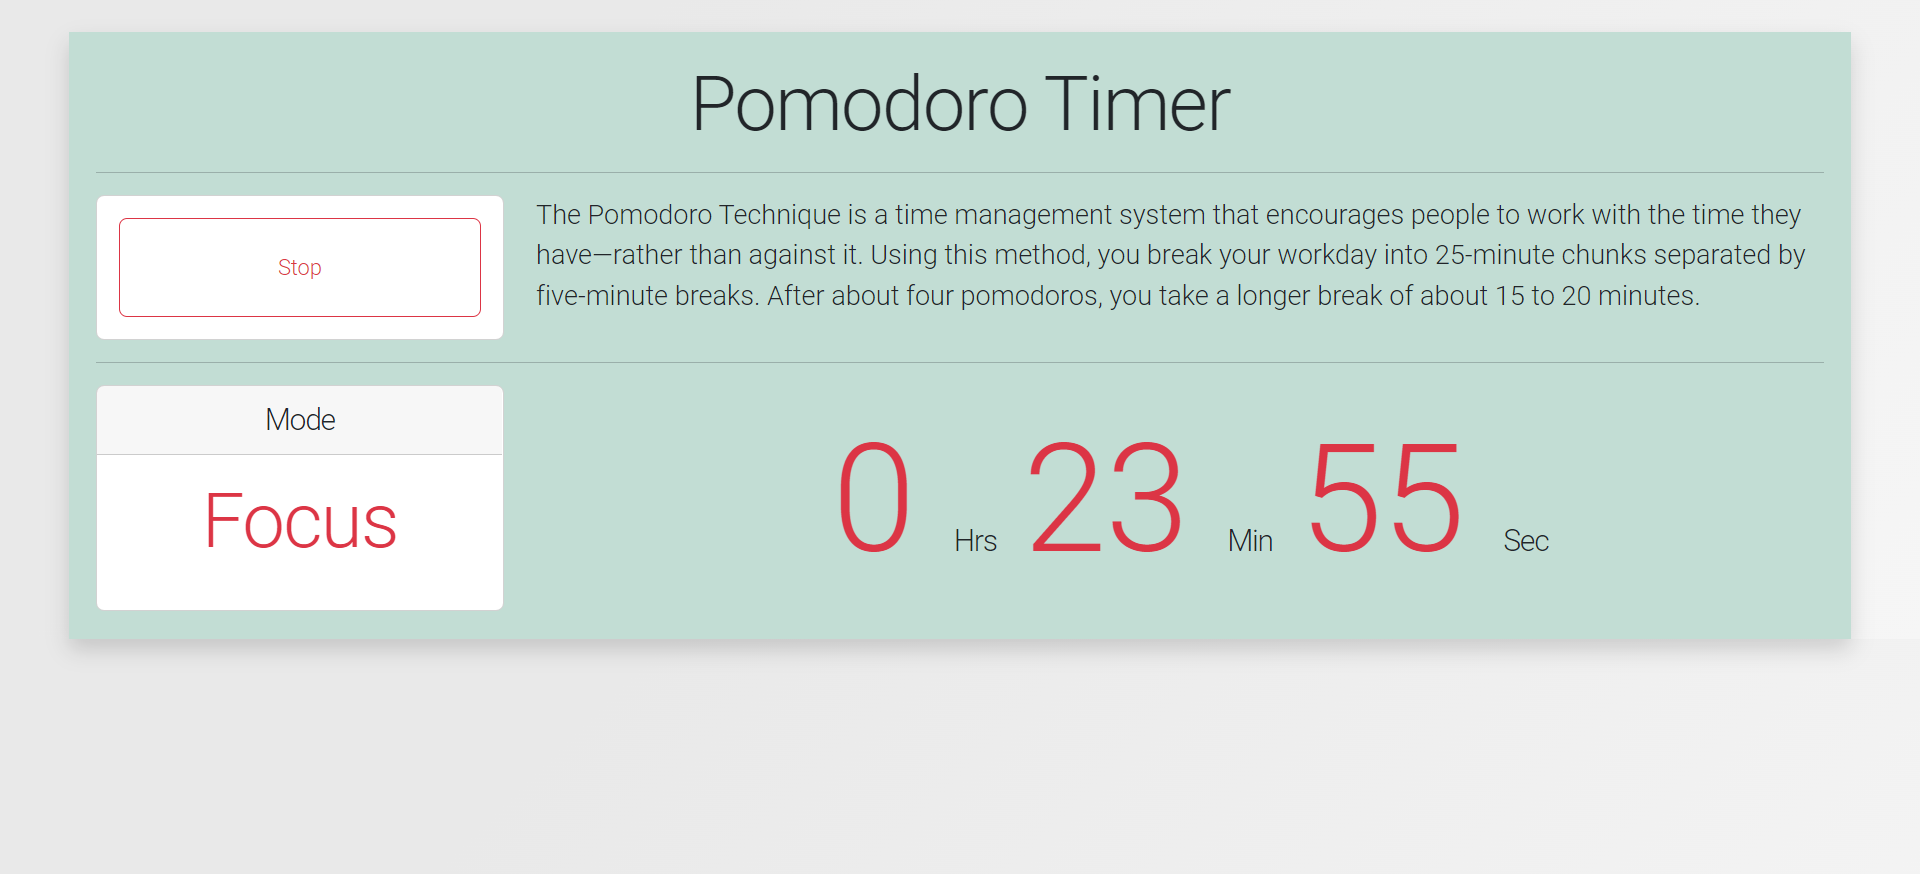 Pomodoro Timer
Stop
The Pomodoro Technique is a time management system that encourages people to work with the time they
have—rather than against it. Using this method, you break your workday into 25-minute chunks separated by
five-minute breaks. After about four pomodoros, you take a longer break of about 15 to 20 minutes.
Mode
Focus
0 Hrs 23 Min 55 Sec